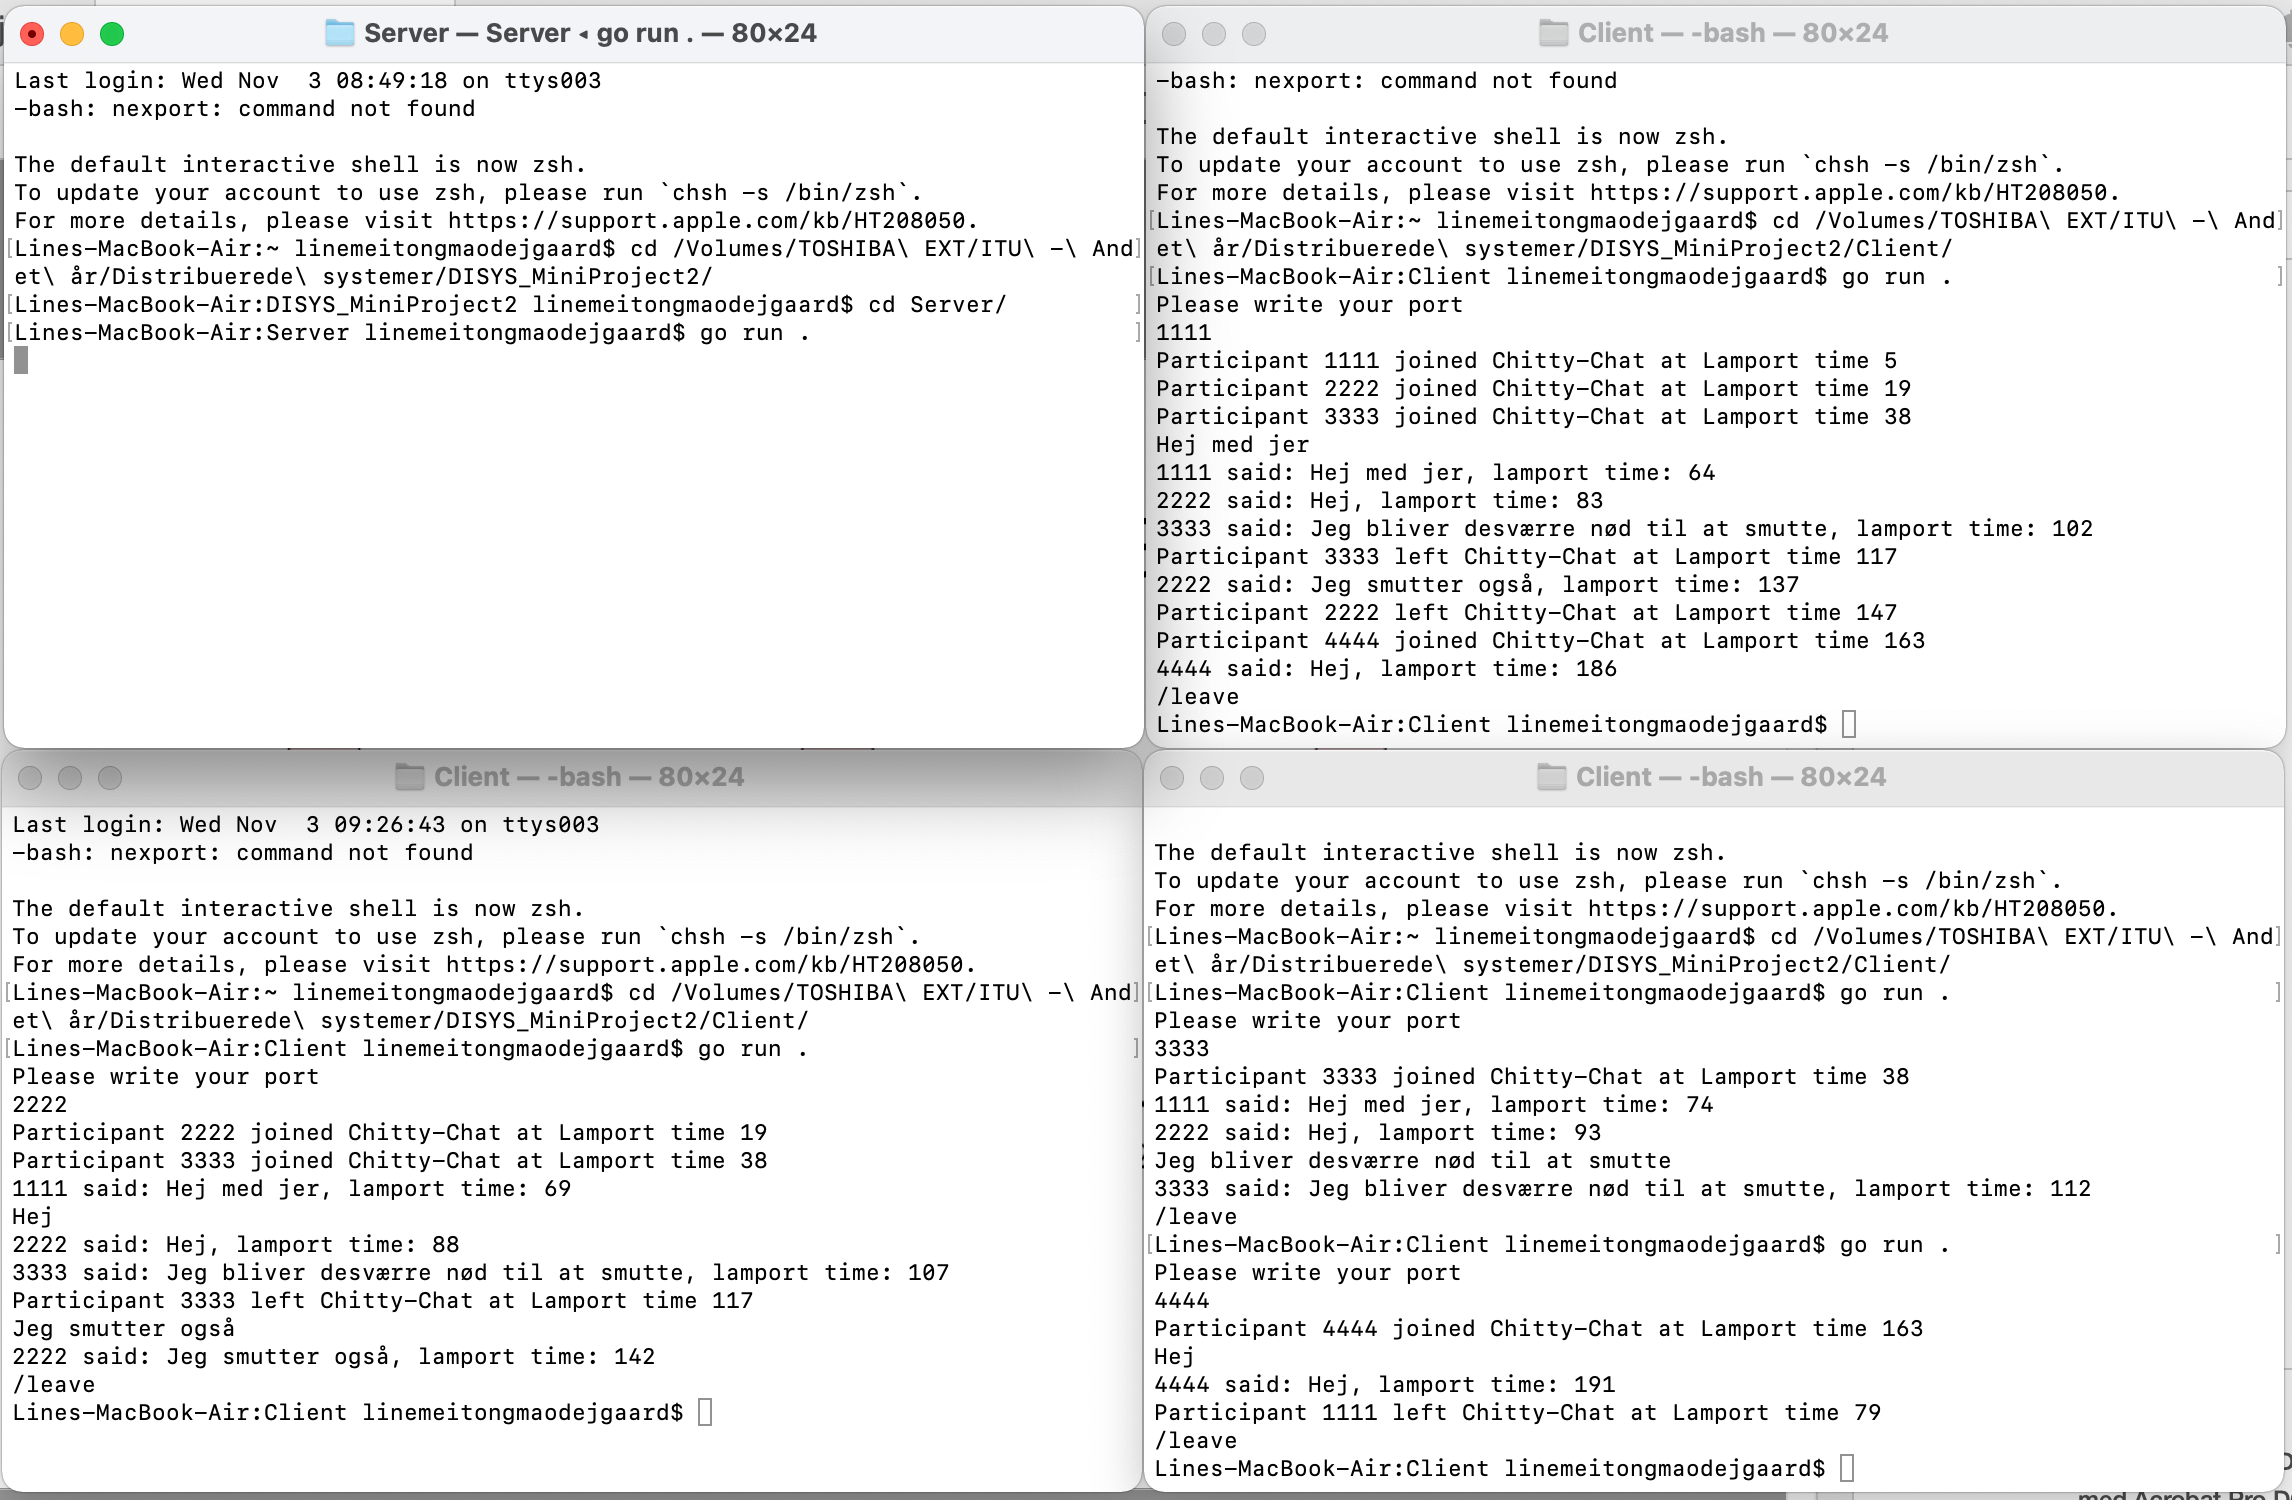 Server — Server ◂ go run . — 80×24
Last login: Wed Nov  3 08:49:18 on ttys003
-bash: nexport: command not found

The default interactive shell is now zsh.
To update your account to use zsh, please run `chsh -s /bin/zsh`.
For more details, please visit https://support.apple.com/kb/HT208050.
[Lines-MacBook-Air:~ linemeitongmaodejgaard$ cd /Volumes/TOSHIBA\ EXT/ITU\ -\ And]
et\ år/Distribuerede\ systemer/DISYS_MiniProject2/
[Lines-MacBook-Air:DISYS_MiniProject2 linemeitongmaodejgaard$ cd Server/ ]
[Lines-MacBook-Air:Server linemeitongmaodejgaard$ go run . ]
Client — -bash — 80×24
-bash: nexport: command not found

The default interactive shell is now zsh.
To update your account to use zsh, please run `chsh -s /bin/zsh`.
For more details, please visit https://support.apple.com/kb/HT208050.
[Lines-MacBook-Air:~ linemeitongmaodejgaard$ cd /Volumes/TOSHIBA\ EXT/ITU\ -\ And]
et\ år/Distribuerede\ systemer/DISYS_MiniProject2/Client/
[Lines-MacBook-Air:Client linemeitongmaodejgaard$ go run . ]
Please write your port
1111
Participant 1111 joined Chitty-Chat at Lamport time 5
Participant 2222 joined Chitty-Chat at Lamport time 19
Participant 3333 joined Chitty-Chat at Lamport time 38
Hej med jer
1111 said: Hej med jer, lamport time: 64
2222 said: Hej, lamport time: 83
3333 said: Jeg bliver desværre nød til at smutte, lamport time: 102
Participant 3333 left Chitty-Chat at Lamport time 117
2222 said: Jeg smutter også, lamport time: 137
Participant 2222 left Chitty-Chat at Lamport time 147
Participant 4444 joined Chitty-Chat at Lamport time 163
4444 said: Hej, lamport time: 186
/leave
Lines-MacBook-Air:Client linemeitongmaodejgaard$
Client — -bash — 80×24
Last login: Wed Nov  3 09:26:43 on ttys003
-bash: nexport: command not found

The default interactive shell is now zsh.
To update your account to use zsh, please run `chsh -s /bin/zsh`.
For more details, please visit https://support.apple.com/kb/HT208050.
[Lines-MacBook-Air:~ linemeitongmaodejgaard$ cd /Volumes/TOSHIBA\ EXT/ITU\ -\ And]
et\ år/Distribuerede\ systemer/DISYS_MiniProject2/Client/
[Lines-MacBook-Air:Client linemeitongmaodejgaard$ go run . ]
Please write your port
2222
Participant 2222 joined Chitty-Chat at Lamport time 19
Participant 3333 joined Chitty-Chat at Lamport time 38
1111 said: Hej med jer, lamport time: 69
Hej
2222 said: Hej, lamport time: 88
3333 said: Jeg bliver desværre nød til at smutte, lamport time: 107
Participant 3333 left Chitty-Chat at Lamport time 117
Jeg smutter også
2222 said: Jeg smutter også, lamport time: 142
/leave
Lines-MacBook-Air:Client linemeitongmaodejgaard$
Client — -bash — 80×24
The default interactive shell is now zsh.
To update your account to use zsh, please run `chsh -s /bin/zsh`.
For more details, please visit https://support.apple.com/kb/HT208050.
[Lines-MacBook-Air:~ linemeitongmaodejgaard$ cd /Volumes/TOSHIBA\ EXT/ITU\ -\ And]
et\ år/Distribuerede\ systemer/DISYS_MiniProject2/Client/
[Lines-MacBook-Air:Client linemeitongmaodejgaard$ go run . ]
Please write your port
3333
Participant 3333 joined Chitty-Chat at Lamport time 38
1111 said: Hej med jer, lamport time: 74
2222 said: Hej, lamport time: 93
Jeg bliver desværre nød til at smutte
3333 said: Jeg bliver desværre nød til at smutte, lamport time: 112
/leave
[Lines-MacBook-Air:Client linemeitongmaodejgaard$ go run . ]
Please write your port
4444
Participant 4444 joined Chitty-Chat at Lamport time 163
Hej
4444 said: Hej, lamport time: 191
Participant 1111 left Chitty-Chat at Lamport time 79
/leave
Lines-MacBook-Air:Client linemeitongmaodejgaard$